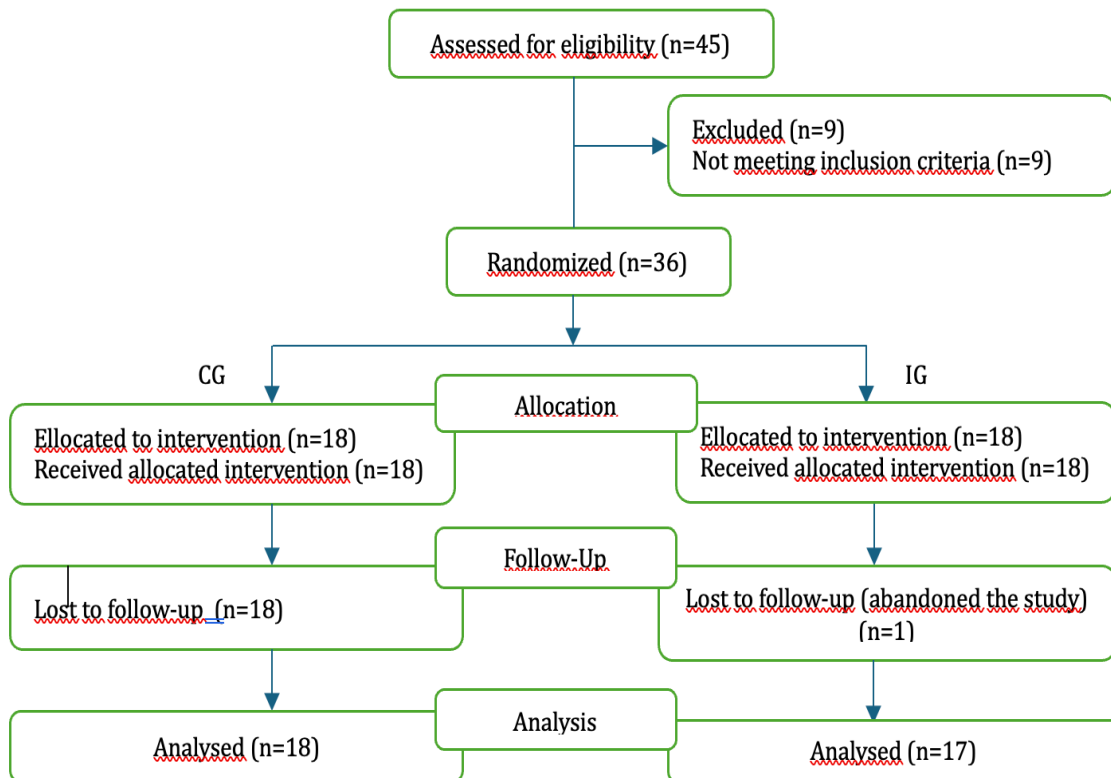 Assessed for eligibility (n=45)
Excluded (n=9)
Not meeting inclusion criteria (n=9)
Randomized (n=36)
CG
IG
Allocation
Ellocated to intervention (n=18)
Received allocated intervention (n=18)
Ellocated to intervention (n=18)
Received allocated intervention (n=18)
Follow-Up
Lost to follow-up (n=18)
Lost to follow-up (abandoned the study)
(n=1)
Analysis
Analysed (n=18)
Analysed (n=17)